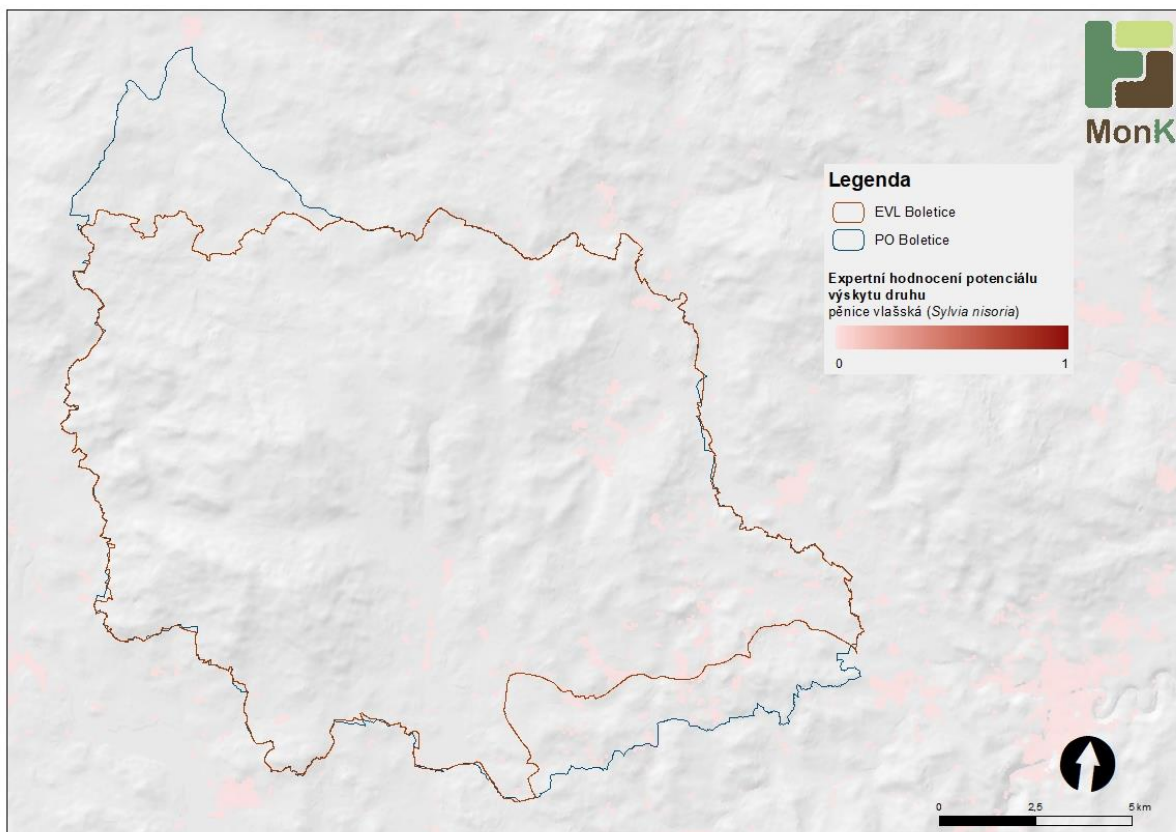 MonK
Legenda
EVL Boletice
PO Boletice
Expertní hodnocení potenciálu
výskytu druhu
pěnice vlašská (Sylvia nisoria)
0 1
0 2,5 5 km